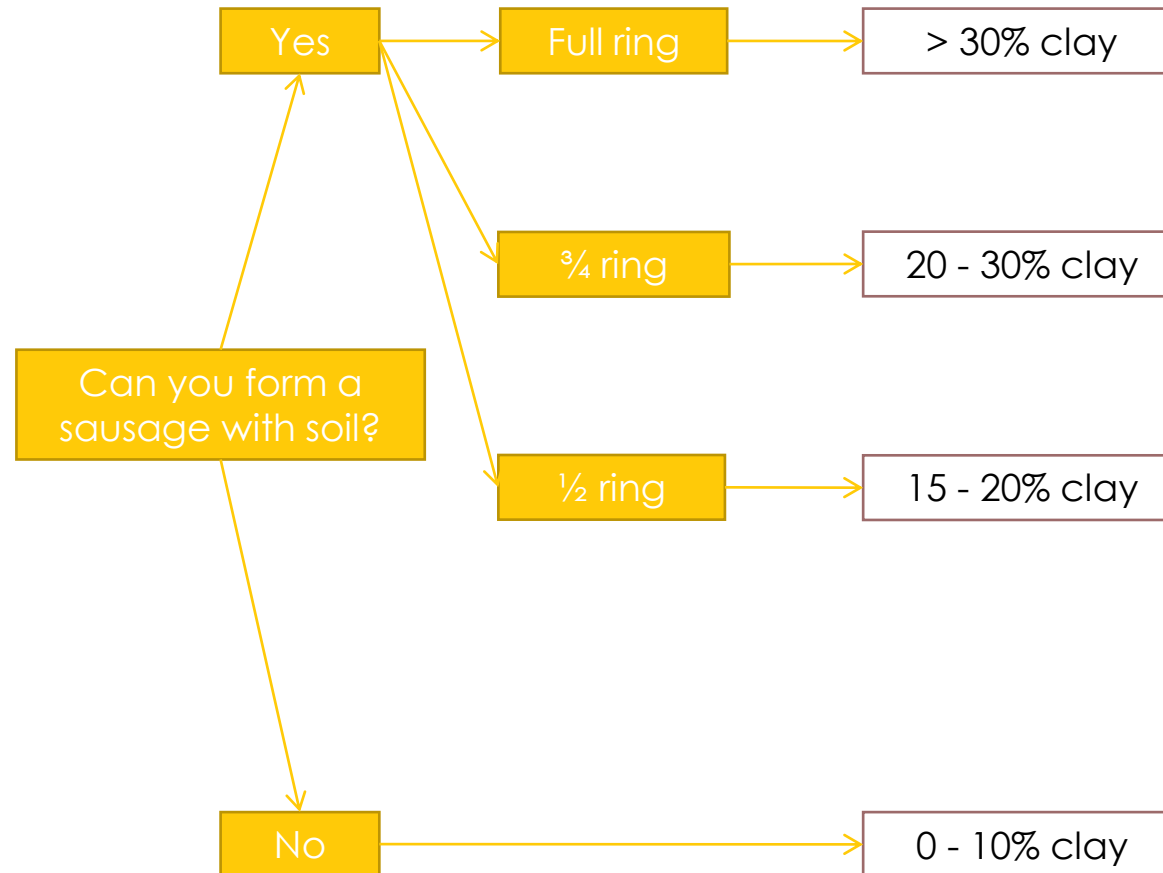 Yes
Full ring
> 30% clay
¾ ring
20 - 30% clay
Can you form a
sausage with soil?
½ ring
15 - 20% clay
No
0 - 10% clay